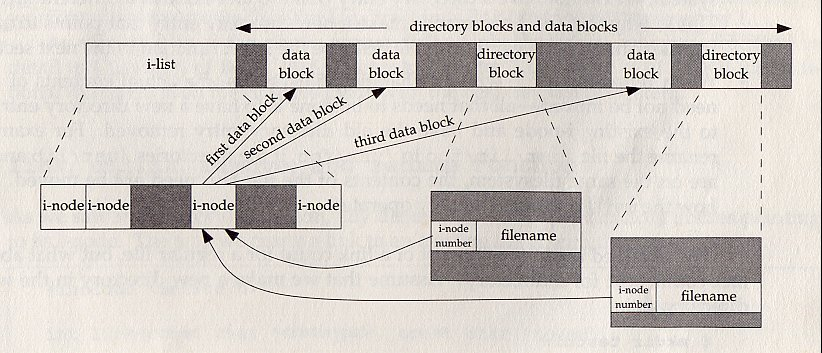 directory blocks and data blocks
i-list
data
block
data
block
directory
block
data
block
directory
block
first data block
second data block
third data block
i-node
i-node
i-node
i-node
i-node
number
filename
i-node
number
filename